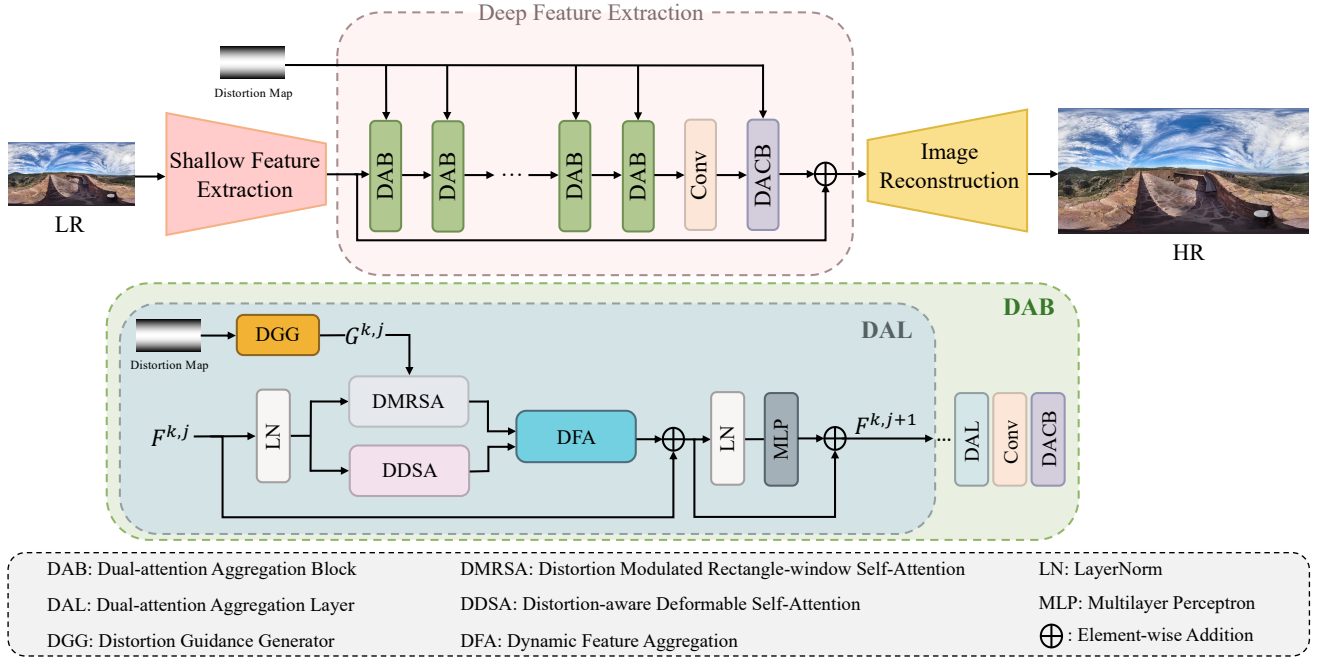 Deep Feature Extraction
Distortion Map
LR
Shallow Feature
Extraction
DAB
DAB
...
DAB
DAB
Conv
DACB
Image
Reconstruction
HR
DAB
DAL
Distortion Map
DGG
G^{k,j}
F^{k,j}
LN
DMRSA
DDSA
DFA
LN
MLP
F^{k,j+1}
...
DAL
Conv
DACB
DAB: Dual-attention Aggregation Block
DAL: Dual-attention Aggregation Layer
DGG: Distortion Guidance Generator
DMRSA: Distortion Modulated Rectangle-window Self-Attention
DDSA: Distortion-aware Deformable Self-Attention
DFA: Dynamic Feature Aggregation
LN: LayerNorm
MLP: Multilayer Perceptron
⊕: Element-wise Addition